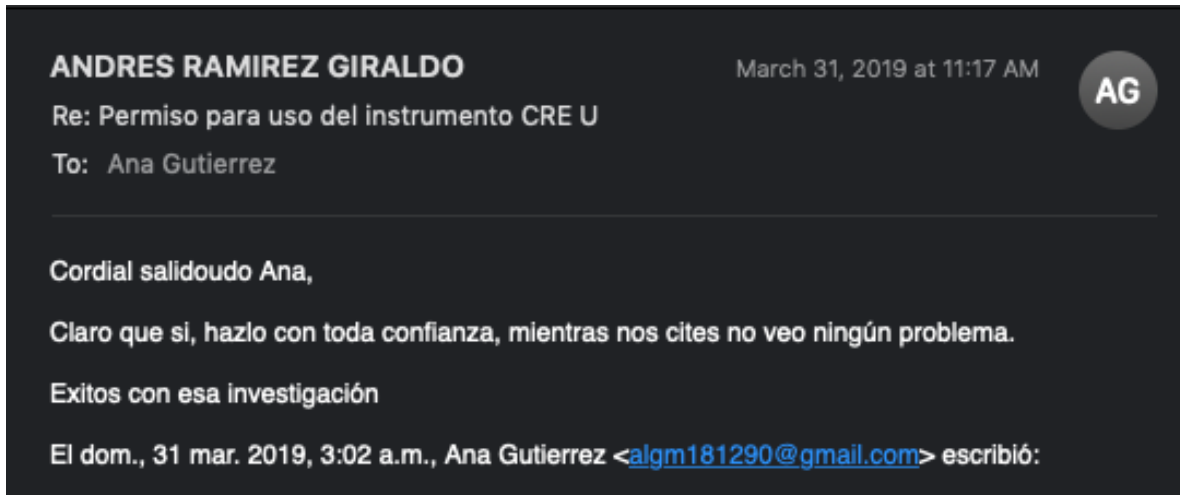 ANDRES RAMIREZ GIRALDO
March 31, 2019 at 11:17 AM
AG
Re: Permiso para uso del instrumento CRE U
To: Ana Gutierrez
Cordial salidoudo Ana,
Claro que si, hazlo con toda confianza, mientras nos cites no veo ningún problema.
Exitos con esa investigación
El dom., 31 mar. 2019, 3:02 a.m., Ana Gutierrez <algm181290@gmail.com> escribió: